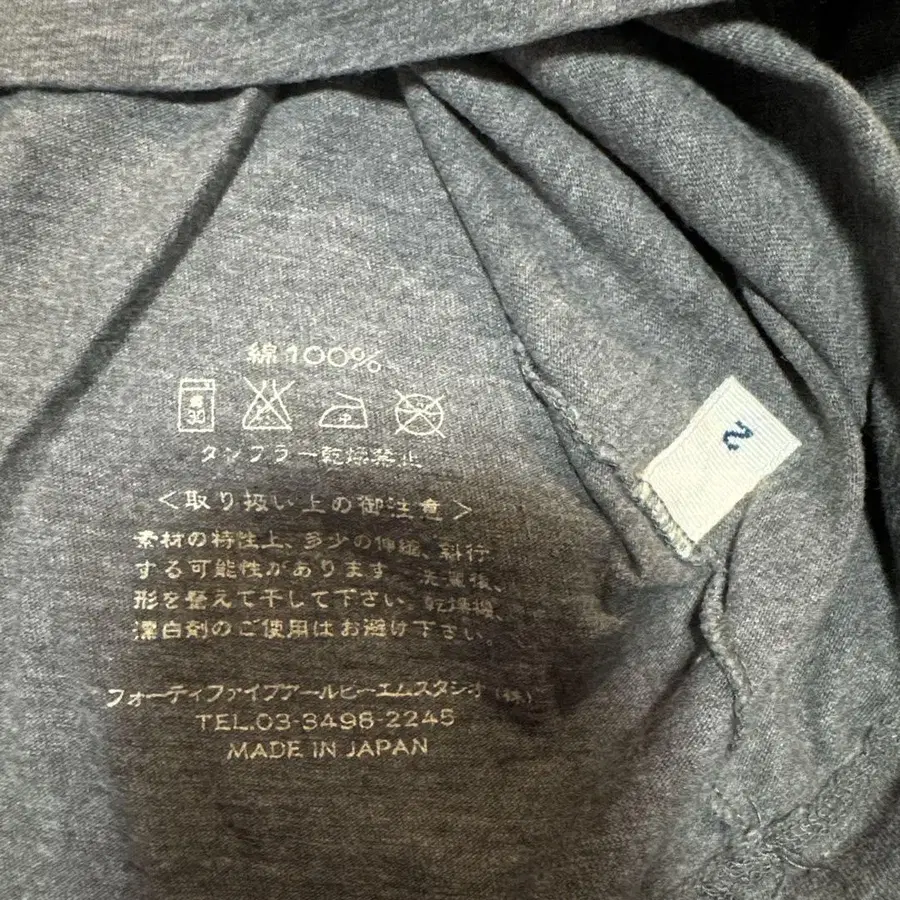 綿100%
30
タンブラー乾燥禁止
＜取り扱い上の御注意＞
素材の特性上、多少の伸縮、斜行
する可能性があります 洗濯後、
形を整えて干して下さい。乾燥機、
漂白剤のご使用はお避け下さい。
フォーティファイブアールピーエムスタジオ(株)
TEL.03-3498-2245
MADE IN JAPAN
2